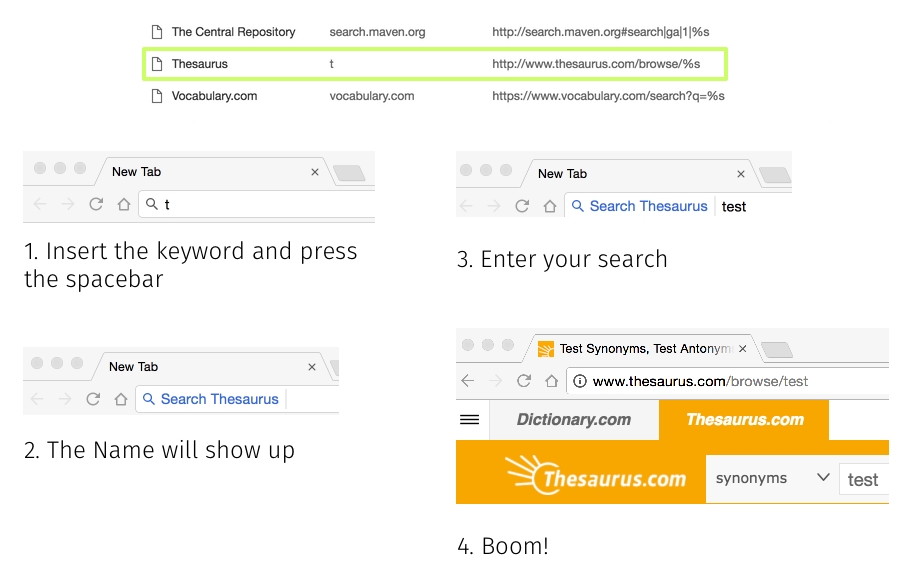 The Central Repository search.maven.org http://search.maven.org#search|ga|1|%s
Thesaurus t http://www.thesaurus.com/browse/%s
Vocabulary.com vocabulary.com https://www.vocabulary.com/search?q=%s
New Tab ×
t
1. Insert the keyword and press
the spacebar
New Tab ×
Search Thesaurus
2. The Name will show up
New Tab ×
Search Thesaurus test
3. Enter your search
Test Synonyms, Test Antonym ×
www.thesaurus.com/browse/test
Dictionary.com Thesaurus.com
Thesaurus.com synonyms test
4. Boom!